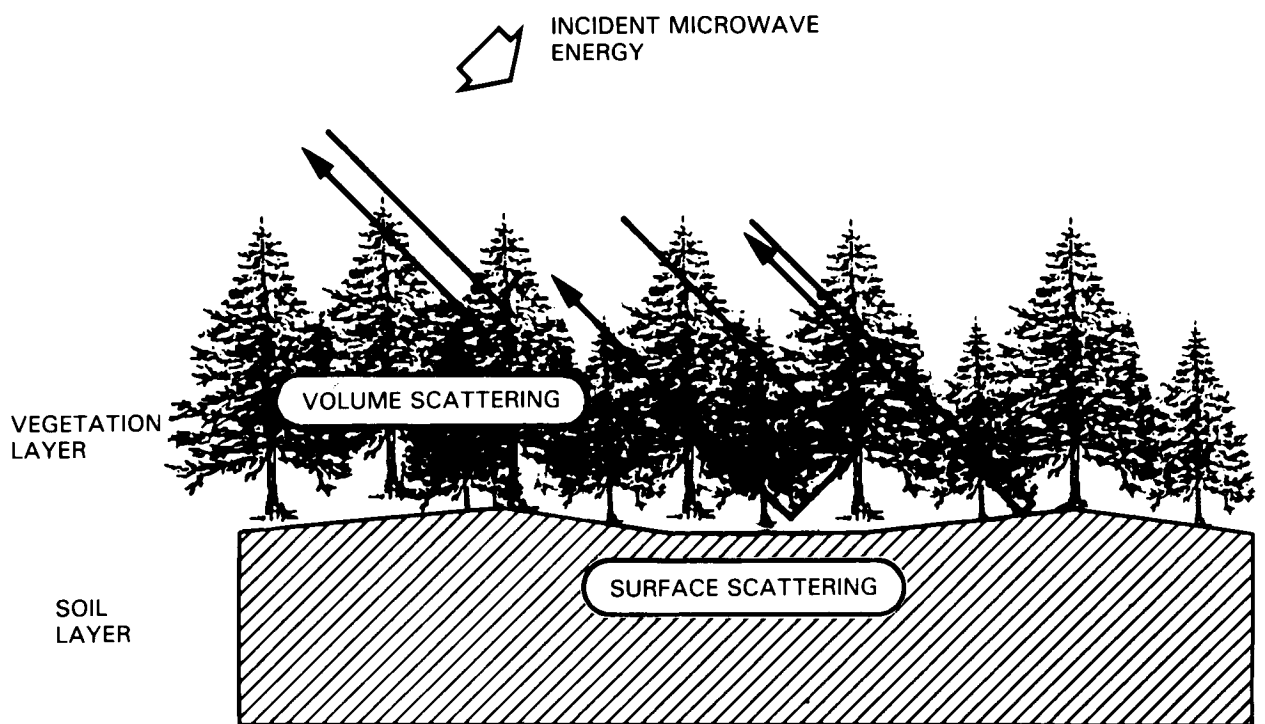 INCIDENT MICROWAVE
ENERGY
VOLUME SCATTERING
VEGETATION
LAYER
SURFACE SCATTERING
SOIL
LAYER